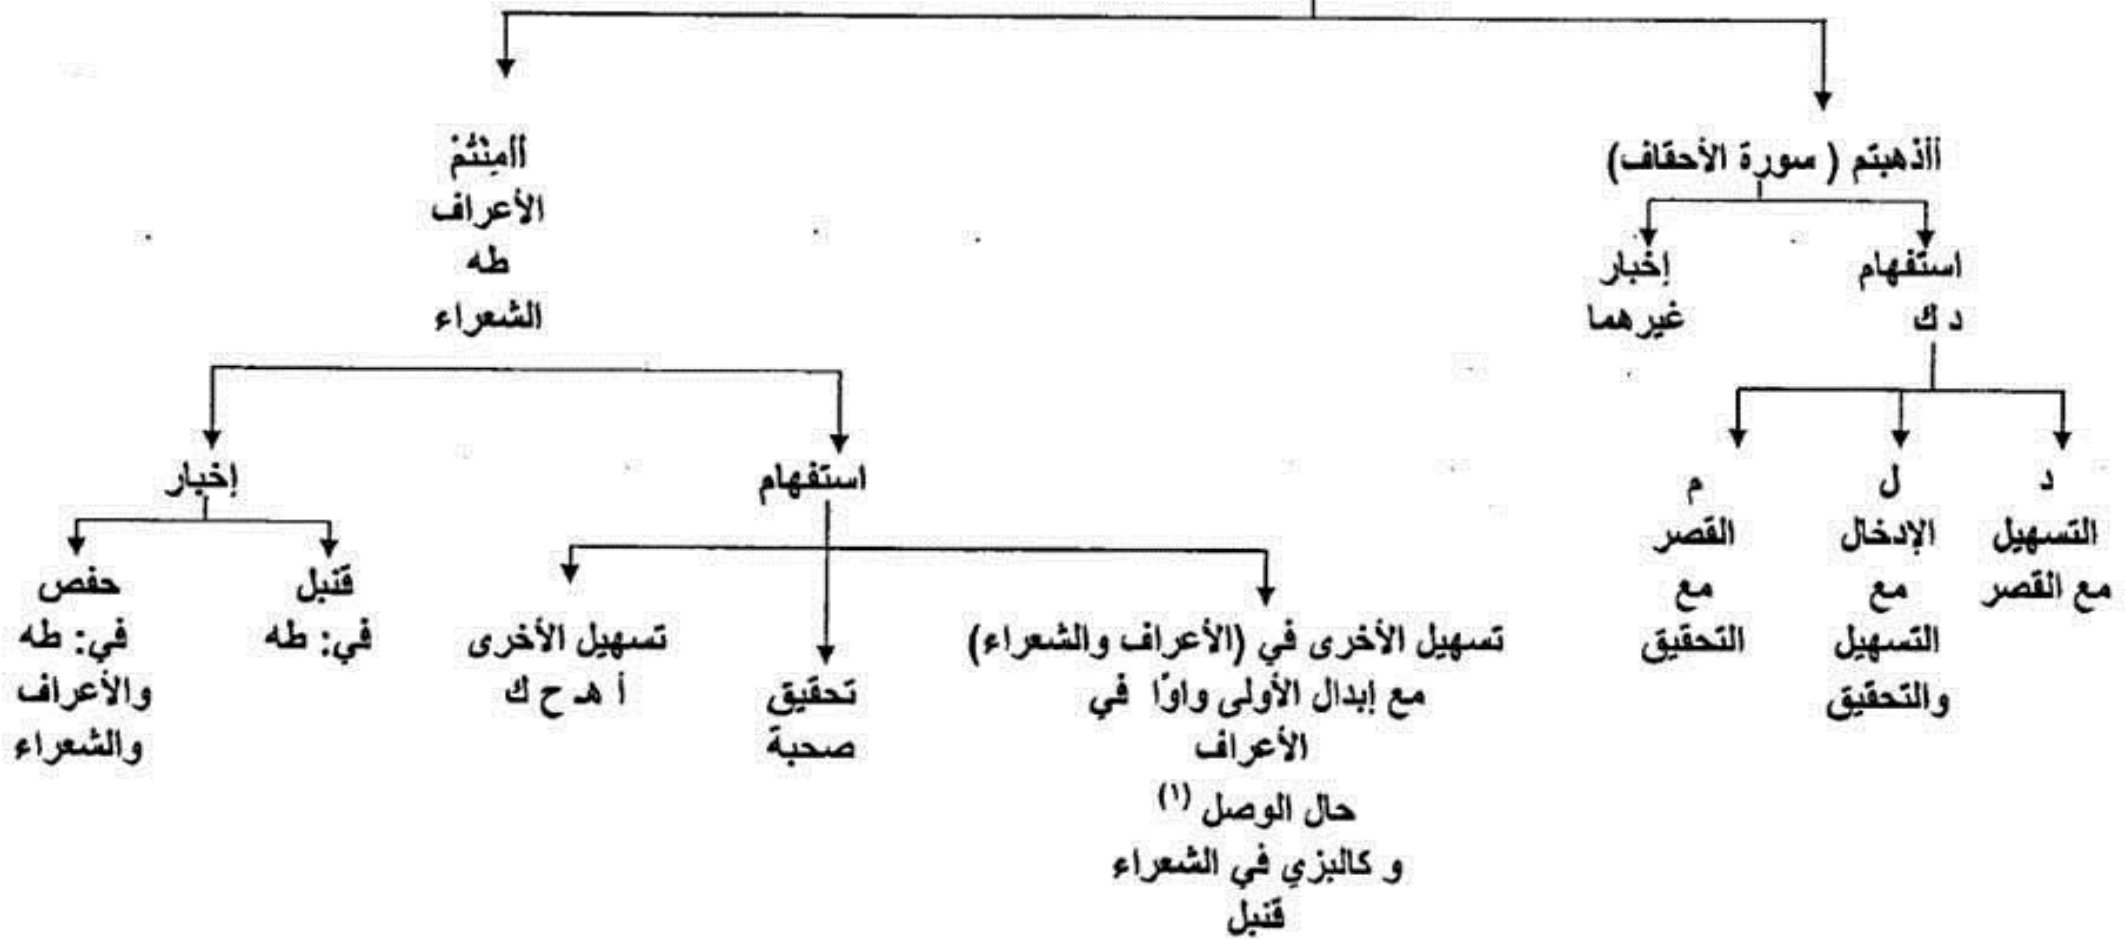 أأذهبتم ( سورة الأحقاف)
استفهام
د ك
إخبار
غيرهما
د
التسهيل
مع القصر
ل
الإدخال
مع
التسهيل
والتحقيق
م
القصر
مع
التحقيق
أأمِنْتُمْ
الأعراف
طه
الشعراء
استفهام
تسهيل الأخرى في (الأعراف والشعراء)
مع إبدال الأولى واوًا في
الأعراف
حال الوصل (١)
و كالبزي في الشعراء
قنبل
تحقيق
صحبة
تسهيل الأخرى
أ هـ ح ك
إخبار
قنبل
في: طه
حفص
في: طه
والأعراف
والشعراء